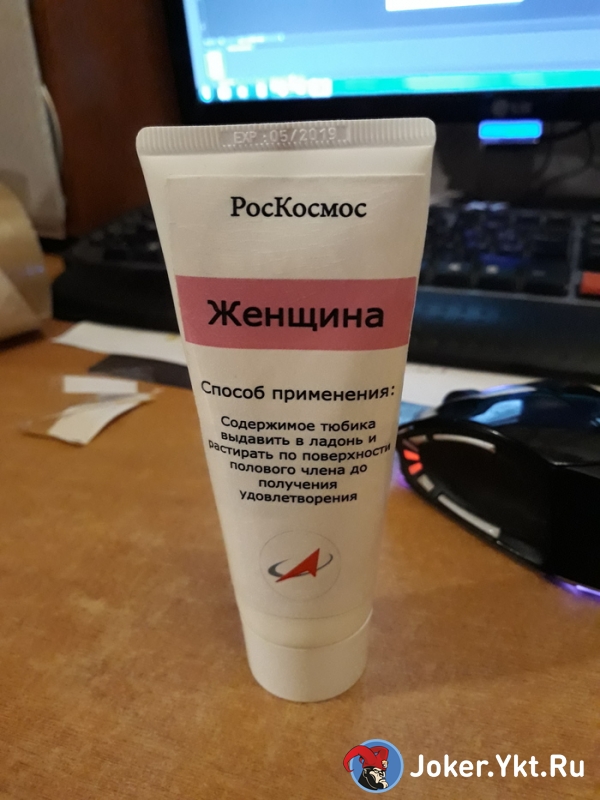 EXP 05/2019
РосКосмос
Женщина
Способ применения:
Содержимое тюбика
выдавить в ладонь и
растирать по поверхности
полового члена до
получения
удовлетворения
LG
Joker.Ykt.Ru